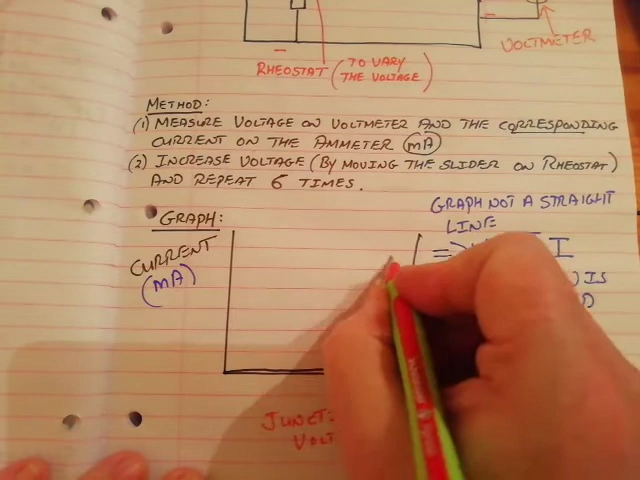 VOLTMETER
RHEOSTAT (TO VARY
THE VOLTAGE)
METHOD:
(1) MEASURE VOLTAGE ON VOLTMETER AND THE CORRESPONDING
CURRENT ON THE AMMETER (mA)
(2) INCREASE VOLTAGE (BY MOVING THE SLIDER ON RHEOSTAT)
AND REPEAT 6 TIMES.
GRAPH:
CURRENT
(mA)
GRAPH NOT A STRAIGHT
LINE
I
) IS